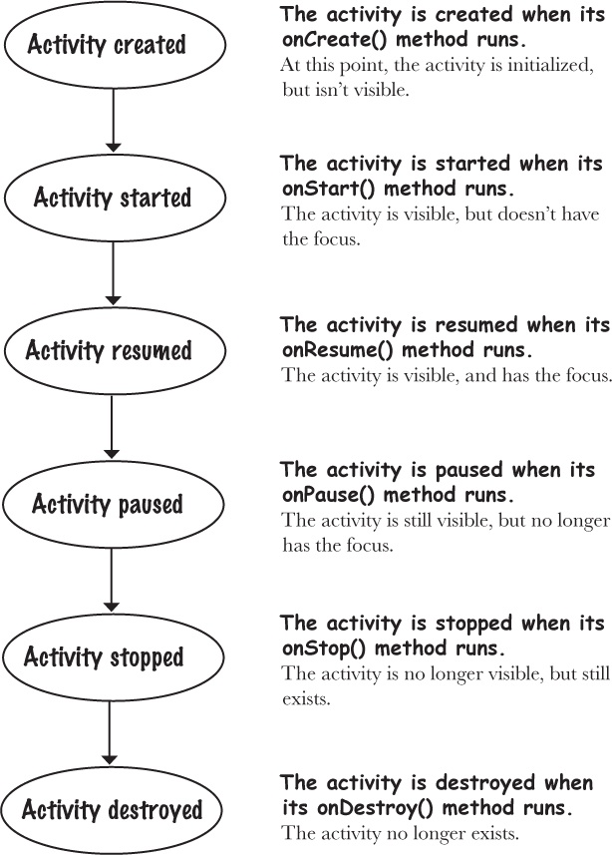 Activity created
The activity is created when its
onCreate() method runs.
At this point, the activity is initialized,
but isn’t visible.
Activity started
The activity is started when its
onStart() method runs.
The activity is visible, but doesn’t have
the focus.
Activity resumed
The activity is resumed when its
onResume() method runs.
The activity is visible, and has the focus.
Activity paused
The activity is paused when its
onPause() method runs.
The activity is still visible, but no longer
has the focus.
Activity stopped
The activity is stopped when its
onStop() method runs.
The activity is no longer visible, but still
exists.
Activity destroyed
The activity is destroyed when
its onDestroy() method runs.
The activity no longer exists.